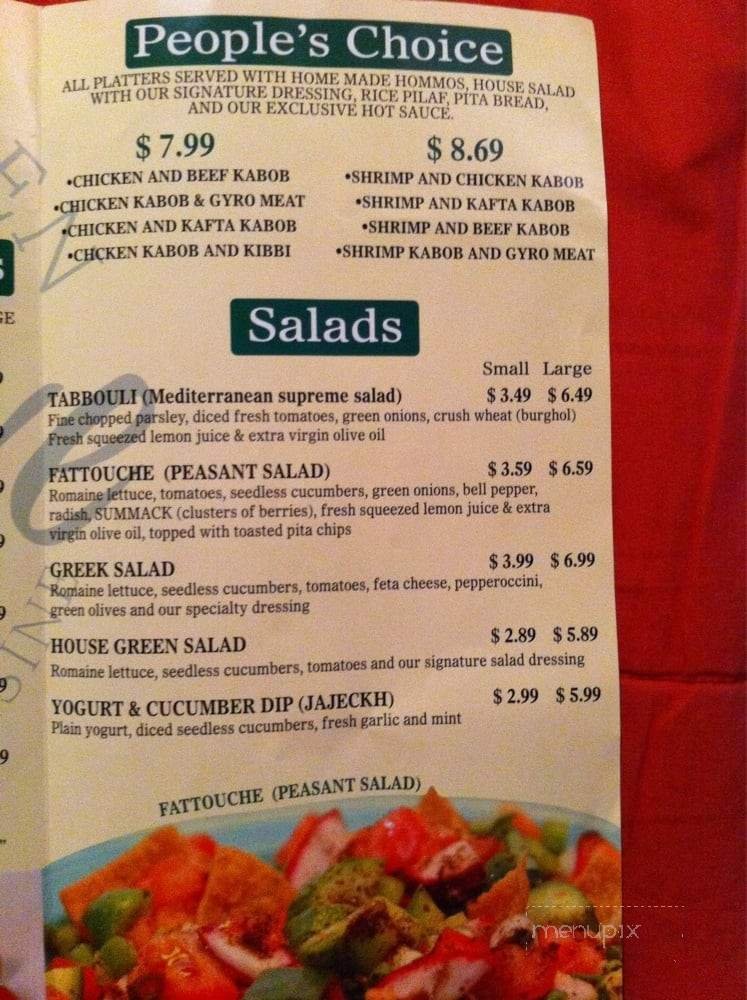 People's Choice
ALL PLATTERS SERVED WITH HOME MADE HOMMOS, HOUSE SALAD
WITH OUR SIGNATURE DRESSING, RICE PILAF, PITA BREAD,
AND OUR EXCLUSIVE HOT SAUCE.
$ 7.99
•CHICKEN AND BEEF KABOB
•CHICKEN KABOB & GYRO MEAT
•CHICKEN AND KAFTA KABOB
•CHCKEN KABOB AND KIBBI
$ 8.69
•SHRIMP AND CHICKEN KABOB
•SHRIMP AND KAFTA KABOB
•SHRIMP AND BEEF KABOB
•SHRIMP KABOB AND GYRO MEAT
Salads
Small Large
TABBOULI (Mediterranean supreme salad) $ 3.49 $ 6.49
Fine chopped parsley, diced fresh tomatoes, green onions, crush wheat (burghol)
Fresh squeezed lemon juice & extra virgin olive oil
FATTOUCHE (PEASANT SALAD) $ 3.59 $ 6.59
Romaine lettuce, tomatoes, seedless cucumbers, green onions, bell pepper,
radish, SUMMACK (clusters of berries), fresh squeezed lemon juice & extra
virgin olive oil, topped with toasted pita chips
GREEK SALAD $ 3.99 $ 6.99
Romaine lettuce, seedless cucumbers, tomatoes, feta cheese, pepperoccini,
green olives and our specialty dressing
HOUSE GREEN SALAD $ 2.89 $ 5.89
Romaine lettuce, seedless cucumbers, tomatoes and our signature salad dressing
YOGURT & CUCUMBER DIP (JAJECKH) $ 2.99 $ 5.99
Plain yogurt, diced seedless cucumbers, fresh garlic and mint
FATTOUCHE (PEASANT SALAD)
menupix